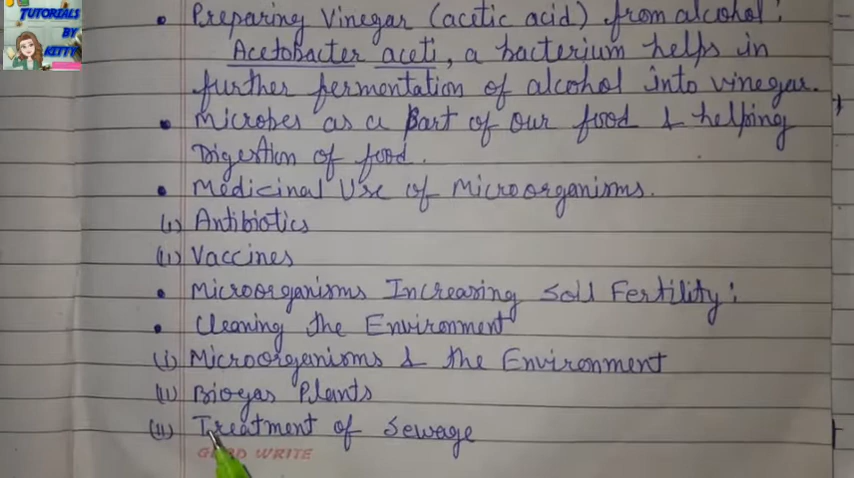 TUTORIALS
BY
KITTY
• Preparing Vinegar (acetic acid) from alcohol:
Acetobacter aceti, a bacterium helps in
further fermentation of alcohol into vinegar.
• Microbes as a part of our food & helping
Digestion of food.
• Medicinal Use of Microorganisms.
(i) Antibiotics
(ii) Vaccines
• Microorganisms Increasing Soil Fertility:
• Cleaning the Environment
(i) Microorganisms & the Environment
(ii) Biogas Plants
(iii) Treatment of Sewage
GOOD WRITE